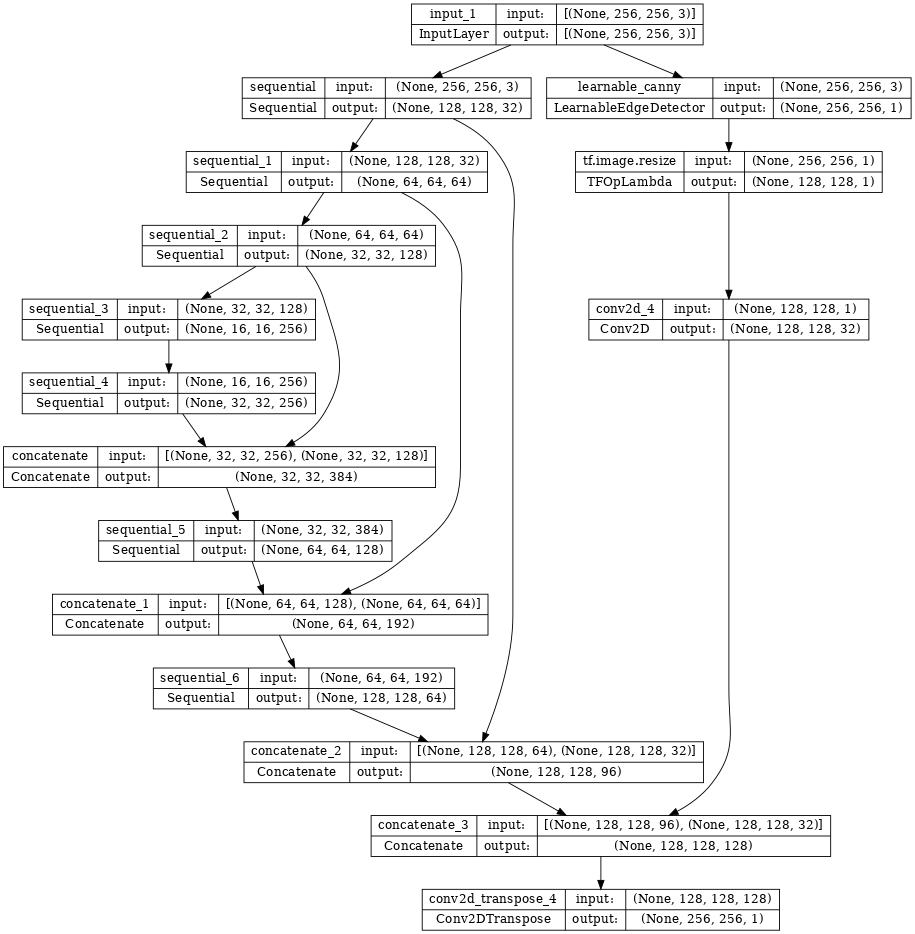 input_1 input: [(None, 256, 256, 3)]
InputLayer output: [(None, 256, 256, 3)]
sequential input: (None, 256, 256, 3)
Sequential output: (None, 128, 128, 32)
learnable_canny input: (None, 256, 256, 3)
LearnableEdgeDetector output: (None, 256, 256, 1)
sequential_1 input: (None, 128, 128, 32)
Sequential output: (None, 64, 64, 64)
tf.image.resize input: (None, 256, 256, 1)
TFOpLambda output: (None, 128, 128, 1)
sequential_2 input: (None, 64, 64, 64)
Sequential output: (None, 32, 32, 128)
sequential_3 input: (None, 32, 32, 128)
Sequential output: (None, 16, 16, 256)
conv2d_4 input: (None, 128, 128, 1)
Conv2D output: (None, 128, 128, 32)
sequential_4 input: (None, 16, 16, 256)
Sequential output: (None, 32, 32, 256)
concatenate input: [(None, 32, 32, 256), (None, 32, 32, 128)]
Concatenate output: (None, 32, 32, 384)
sequential_5 input: (None, 32, 32, 384)
Sequential output: (None, 64, 64, 128)
concatenate_1 input: [(None, 64, 64, 128), (None, 64, 64, 64)]
Concatenate output: (None, 64, 64, 192)
sequential_6 input: (None, 64, 64, 192)
Sequential output: (None, 128, 128, 64)
concatenate_2 input: [(None, 128, 128, 64), (None, 128, 128, 32)]
Concatenate output: (None, 128, 128, 96)
concatenate_3 input: [(None, 128, 128, 96), (None, 128, 128, 32)]
Concatenate output: (None, 128, 128, 128)
conv2d_transpose_4 input: (None, 128, 128, 128)
Conv2DTranspose output: (None, 256, 256, 1)